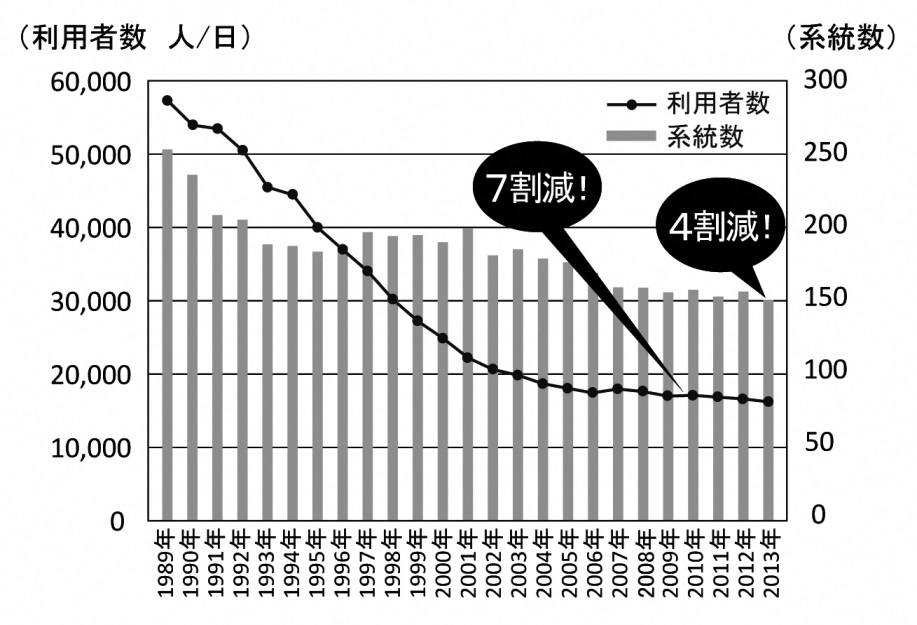 （利用者数 人/日）
（系統数）
60,000
50,000
40,000
30,000
20,000
10,000
0
300
250
200
150
100
50
0
利用者数
系統数
7割減!
4割減!
1989年
1990年
1991年
1992年
1993年
1994年
1995年
1996年
1997年
1998年
1999年
2000年
2001年
2002年
2003年
2004年
2005年
2006年
2007年
2008年
2009年
2010年
2011年
2012年
2013年